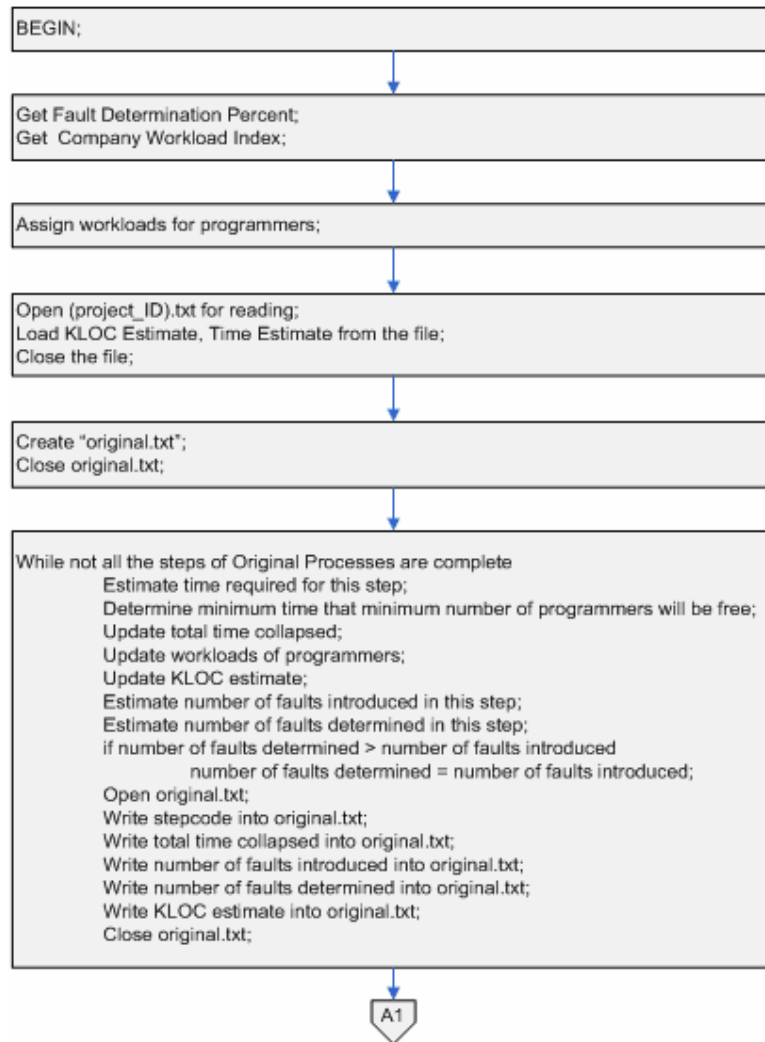 BEGIN;
Get Fault Determination Percent;
Get Company Workload Index;
Assign workloads for programmers;
Open (project_ID).txt for reading;
Load KLOC Estimate, Time Estimate from the file;
Close the file;
Create “original.txt”;
Close original.txt;
While not all the steps of Original Processes are complete
Estimate time required for this step;
Determine minimum time that minimum number of programmers will be free;
Update total time collapsed;
Update workloads of programmers;
Update KLOC estimate;
Estimate number of faults introduced in this step;
Estimate number of faults determined in this step;
if number of faults determined > number of faults introduced
number of faults determined = number of faults introduced;
Open original.txt;
Write stepcode into original.txt;
Write total time collapsed into original.txt;
Write number of faults introduced into original.txt;
Write number of faults determined into original.txt;
Write KLOC estimate into original.txt;
Close original.txt;
A1